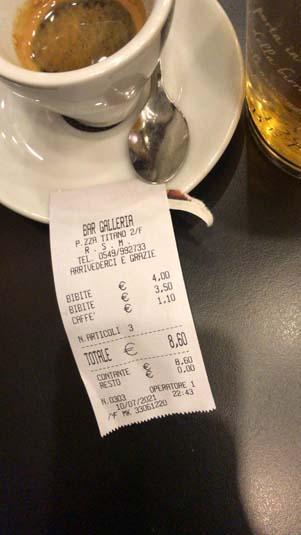 BAR GALLERIA
P.ZZA TITANO 2/F
R. S. M.
TEL. 0549/992733
ARRIVEDERCI E GRAZIE
BIBITE € 4,00
BIBITE € 3,50
CAFFE' € 1,10
N.ARTICOLI 3
TOTALE € 8,60
CONTANTE € 8,60
RESTO € 0,00
OPERATORE 1
N.0303 22:43
10/07/2021
/YF MK 33061220